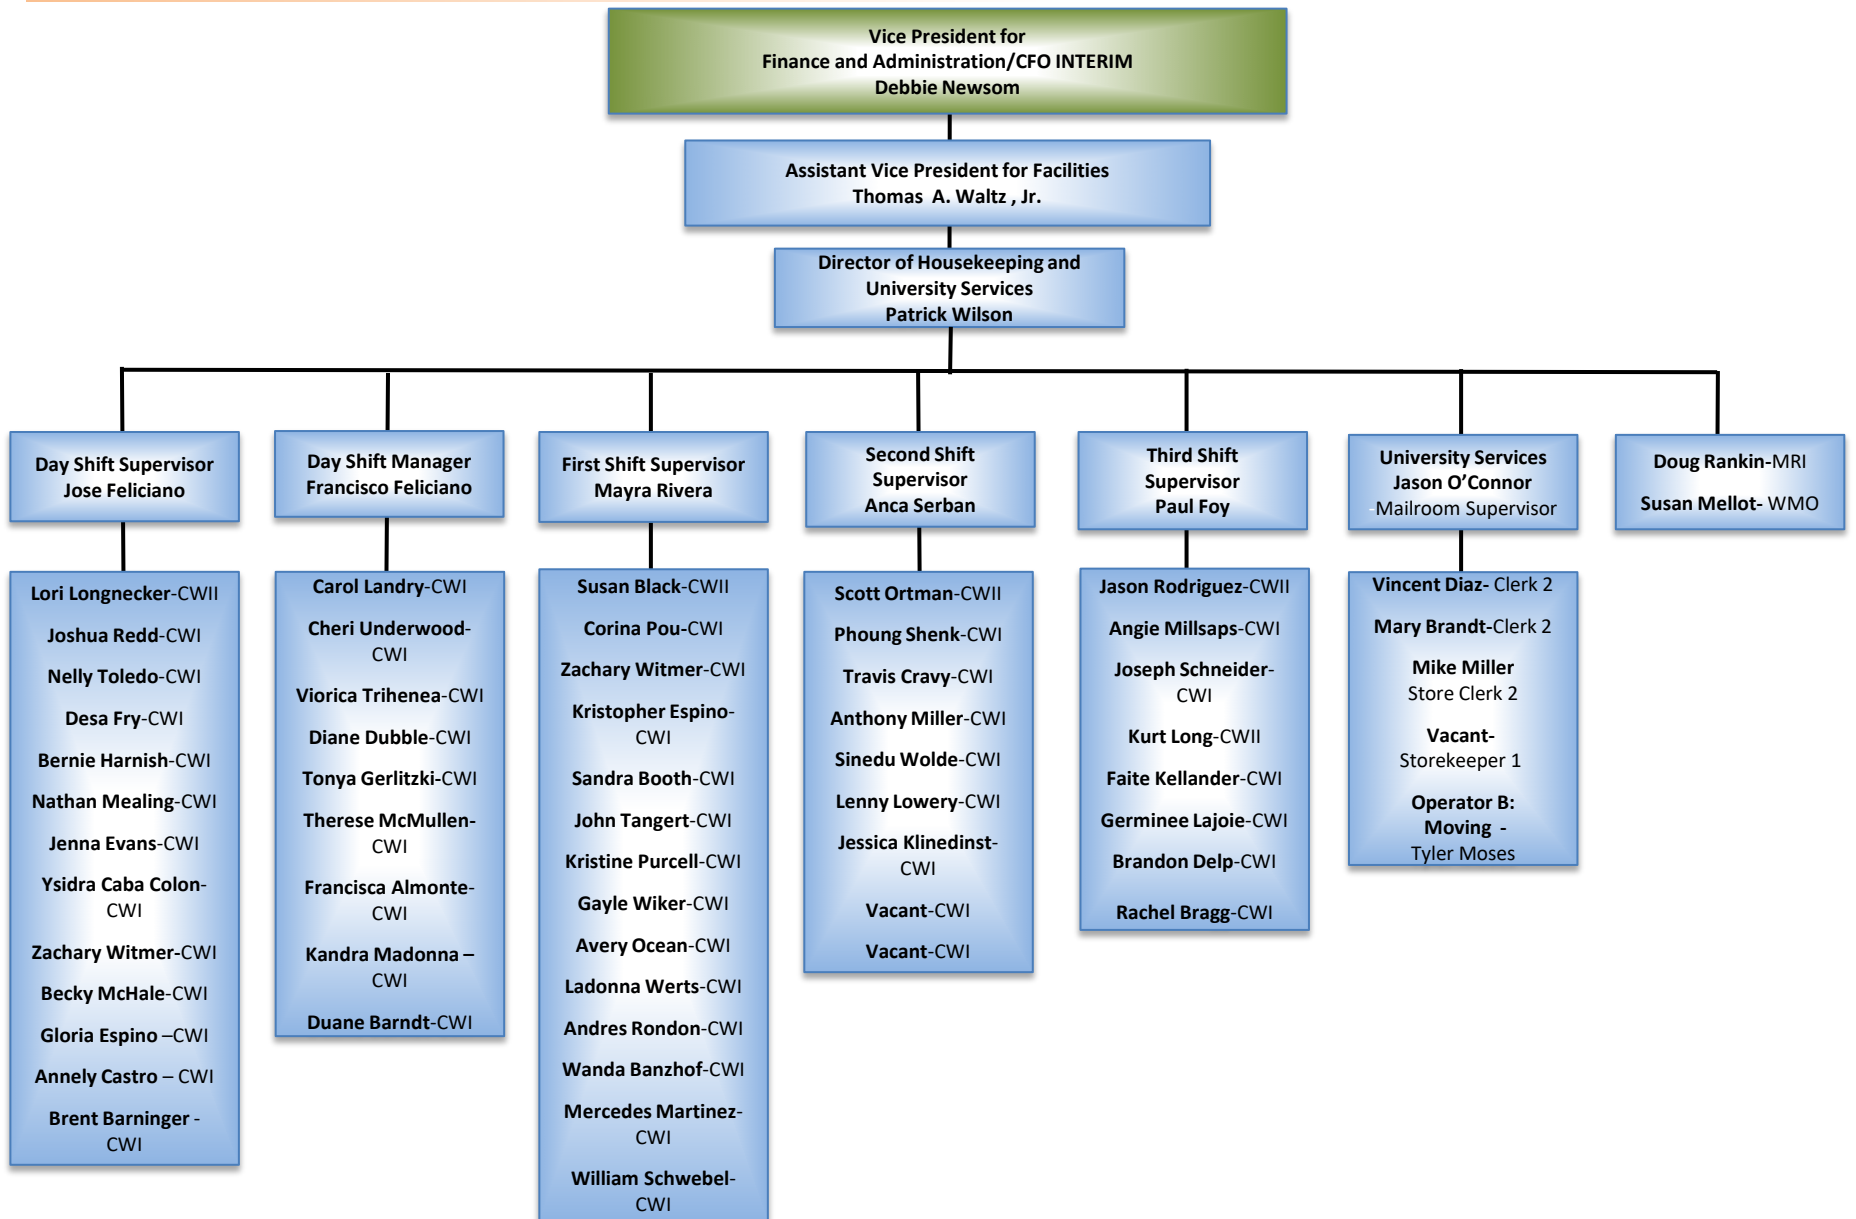 Vice President for
Finance and Administration/CFO INTERIM
Debbie Newsom
Assistant Vice President for Facilities
Thomas A. Waltz , Jr.
Director of Housekeeping and
University Services
Patrick Wilson
Day Shift Supervisor
Jose Feliciano
Day Shift Manager
Francisco Feliciano
First Shift Supervisor
Mayra Rivera
Second Shift
Supervisor
Anca Serban
Third Shift
Supervisor
Paul Foy
University Services
Jason O’Connor
-Mailroom Supervisor
Doug Rankin-MRI
Susan Mellot- WMO
Lori Longnecker-CWII
Joshua Redd-CWI
Nelly Toledo-CWI
Desa Fry-CWI
Bernie Harnish-CWI
Nathan Mealing-CWI
Jenna Evans-CWI
Ysidra Caba Colon-
CWI
Zachary Witmer-CWI
Becky McHale-CWI
Gloria Espino –CWI
Annely Castro – CWI
Brent Barninger -
CWI
Carol Landry-CWI
Cheri Underwood-
CWI
Viorica Trihenea-CWI
Diane Dubble-CWI
Tonya Gerlitzki-CWI
Therese McMullen-
CWI
Francisca Almonte-
CWI
Kandra Madonna –
CWI
Duane Barndt-CWI
Susan Black-CWII
Corina Pou-CWI
Zachary Witmer-CWI
Kristopher Espino-
CWI
Sandra Booth-CWI
John Tangert-CWI
Kristine Purcell-CWI
Gayle Wiker-CWI
Avery Ocean-CWI
Ladonna Werts-CWI
Andres Rondon-CWI
Wanda Banzhof-CWI
Mercedes Martinez-
CWI
William Schwebel-
CWI
Scott Ortman-CWII
Phoung Shenk-CWI
Travis Cravy-CWI
Anthony Miller-CWI
Sinedu Wolde-CWI
Lenny Lowery-CWI
Jessica Klinedinst-
CWI
Vacant-CWI
Vacant-CWI
Jason Rodriguez-CWII
Angie Millsaps-CWI
Joseph Schneider-
CWI
Kurt Long-CWII
Faite Kellander-CWI
Germinee Lajoie-CWI
Brandon Delp-CWI
Rachel Bragg-CWI
Vincent Diaz- Clerk 2
Mary Brandt-Clerk 2
Mike Miller
Store Clerk 2
Vacant-
Storekeeper 1
Operator B:
Moving -
Tyler Moses